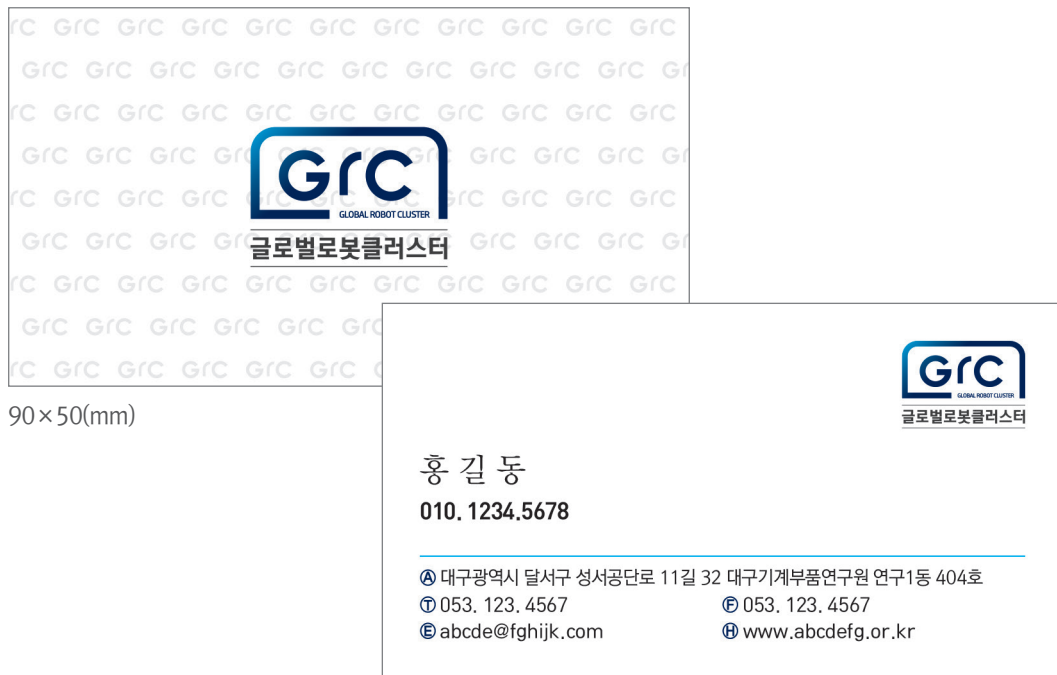 GrC
GLOBAL ROBOT CLUSTER
글로벌로봇클러스터
90×50(mm)
GrC
GLOBAL ROBOT CLUSTER
글로벌로봇클러스터
홍 길 동
010. 1234.5678
Ⓐ 대구광역시 달서구 성서공단로 11길 32 대구기계부품연구원 연구1동 404호
Ⓣ 053. 123. 4567 Ⓕ 053. 123. 4567
Ⓔ abcde@fghijk.com Ⓗ www.abcdefg.or.kr